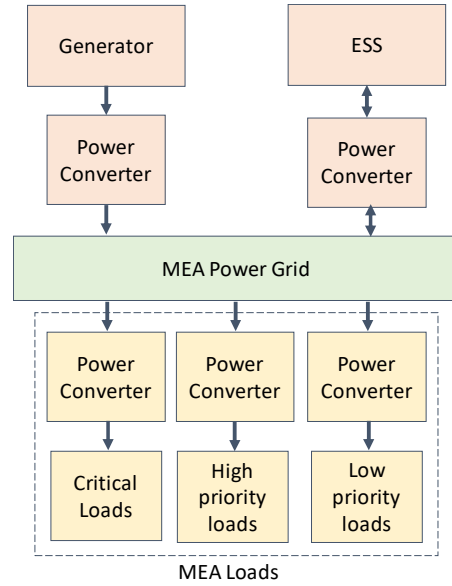 Generator
ESS
Power
Converter
Power
Converter
MEA Power Grid
Power
Converter
Power
Converter
Power
Converter
Critical
Loads
High
priority
loads
Low
priority
loads
MEA Loads